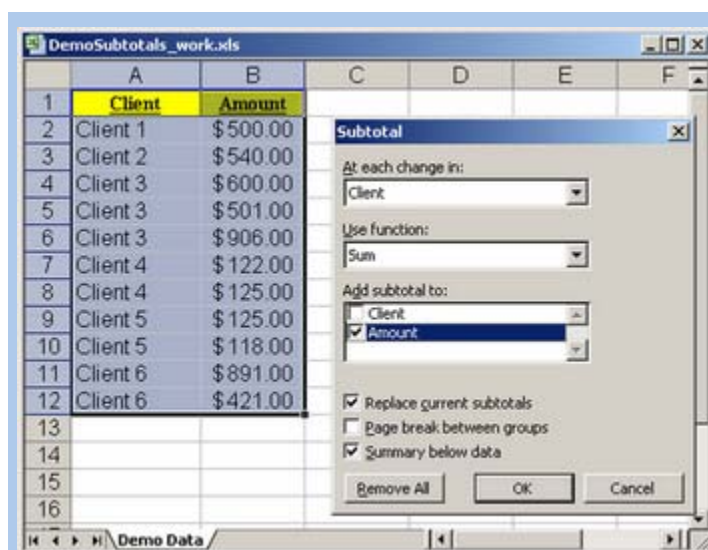 DemoSubtotals_work.xls
A B C D E F
1 Client Amount
2 Client 1 $500.00
3 Client 2 $540.00
4 Client 3 $600.00
5 Client 3 $501.00
6 Client 3 $906.00
7 Client 4 $122.00
8 Client 4 $125.00
9 Client 5 $125.00
10 Client 5 $118.00
11 Client 6 $891.00
12 Client 6 $421.00
13
14
15
16
Demo Data
Subtotal
At each change in:
Client
Use function:
Sum
Add subtotal to:
Client
Amount
Replace current subtotals
Page break between groups
Summary below data
Remove All OK Cancel